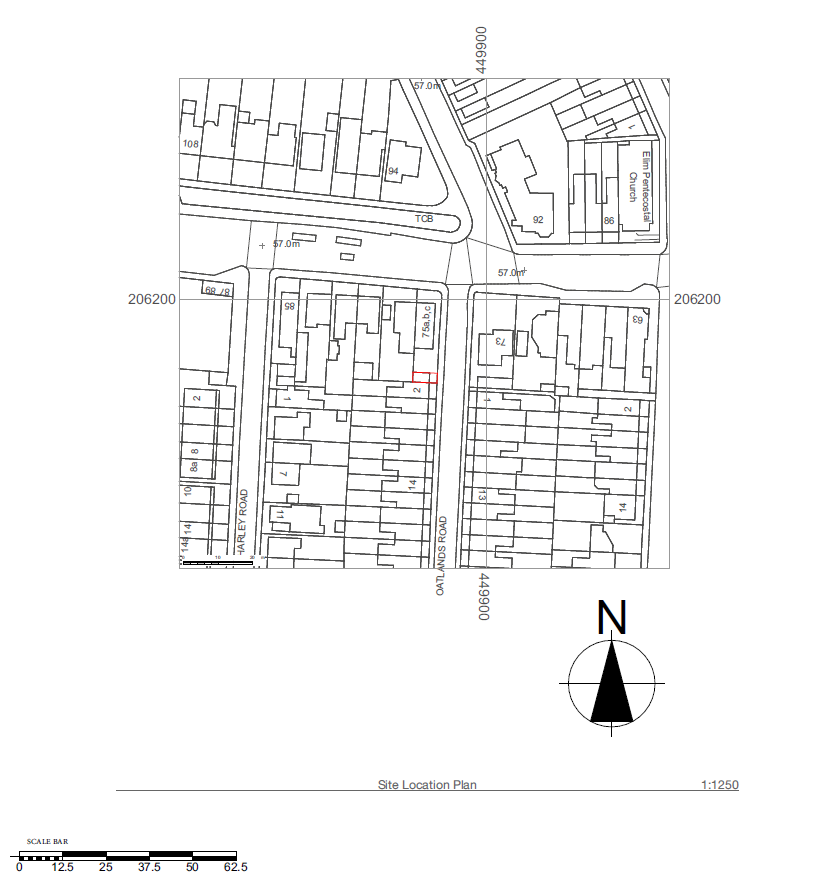 449900
57.0m
108
94
1
Elim Pentecostal
Church
92
86
TCB
57.0m
57.0m
206200
206200
87 89
85
75a,b,c
73
63
2
2
1
1
2
8
8a
7
14
13
14
10
11
14
14a
HARLEY ROAD
OATLANDS ROAD
449900
N
Site Location Plan
1:1250
SCALE BAR
0 12.5 25 37.5 50 62.5